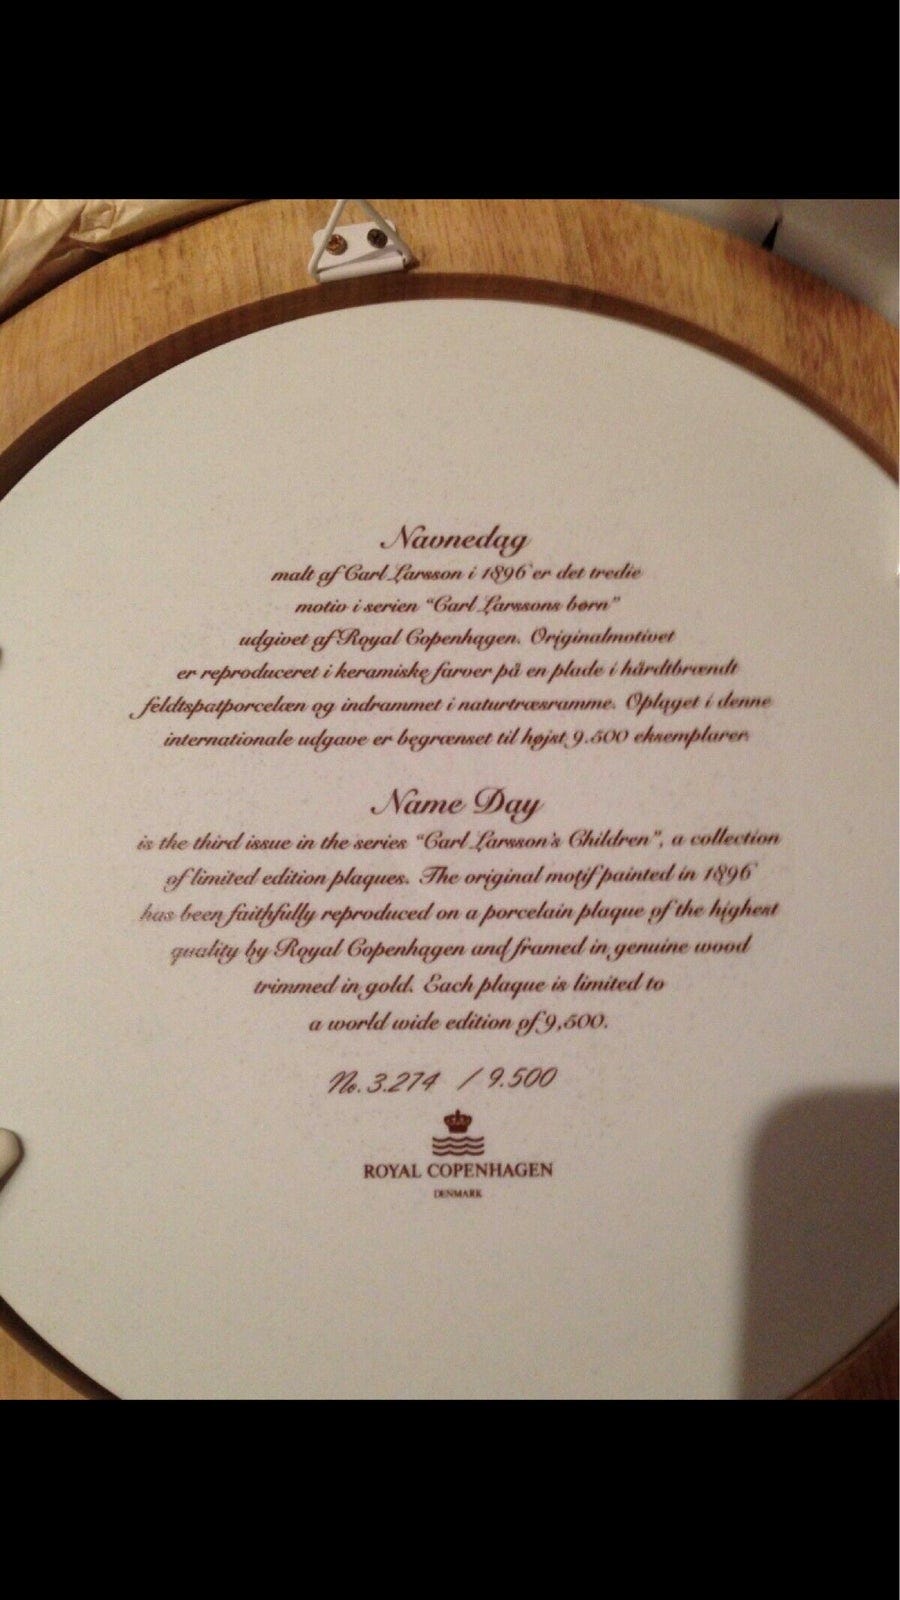 Navnedag
malt af Carl Larsson i 1896 er det tredie
motiv i serien "Carl Larssons børn"
udgivet af Royal Copenhagen. Originalmotivet
er reproduceret i keramiske farver på en plade i hårdtbrændt
feldtspatporcelæn og indrammet i naturtræsramme. Oplaget i denne
internationale udgave er begrænset til højst 9.500 eksemplarer.
Name Day
is the third issue in the series "Carl Larsson's Children", a collection
of limited edition plaques. The original motif painted in 1896
has been faithfully reproduced on a porcelain plaque of the highest
quality by Royal Copenhagen and framed in genuine wood
trimmed in gold. Each plaque is limited to
a world wide edition of 9,500.
No. 3.274 / 9.500
ROYAL COPENHAGEN
DENMARK